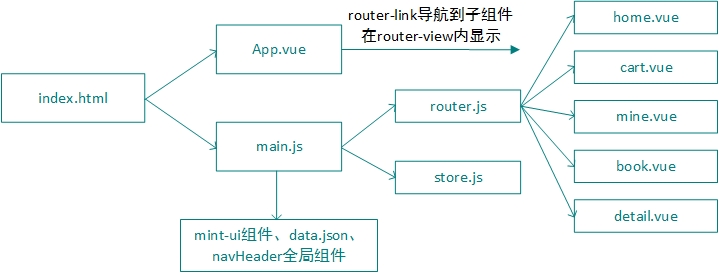 router-link导航到子组件
在router-view内显示
home.vue
App.vue
cart.vue
index.html
router.js
mine.vue
main.js
store.js
book.vue
detail.vue
mint-ui组件、data.json、
navHeader全局组件